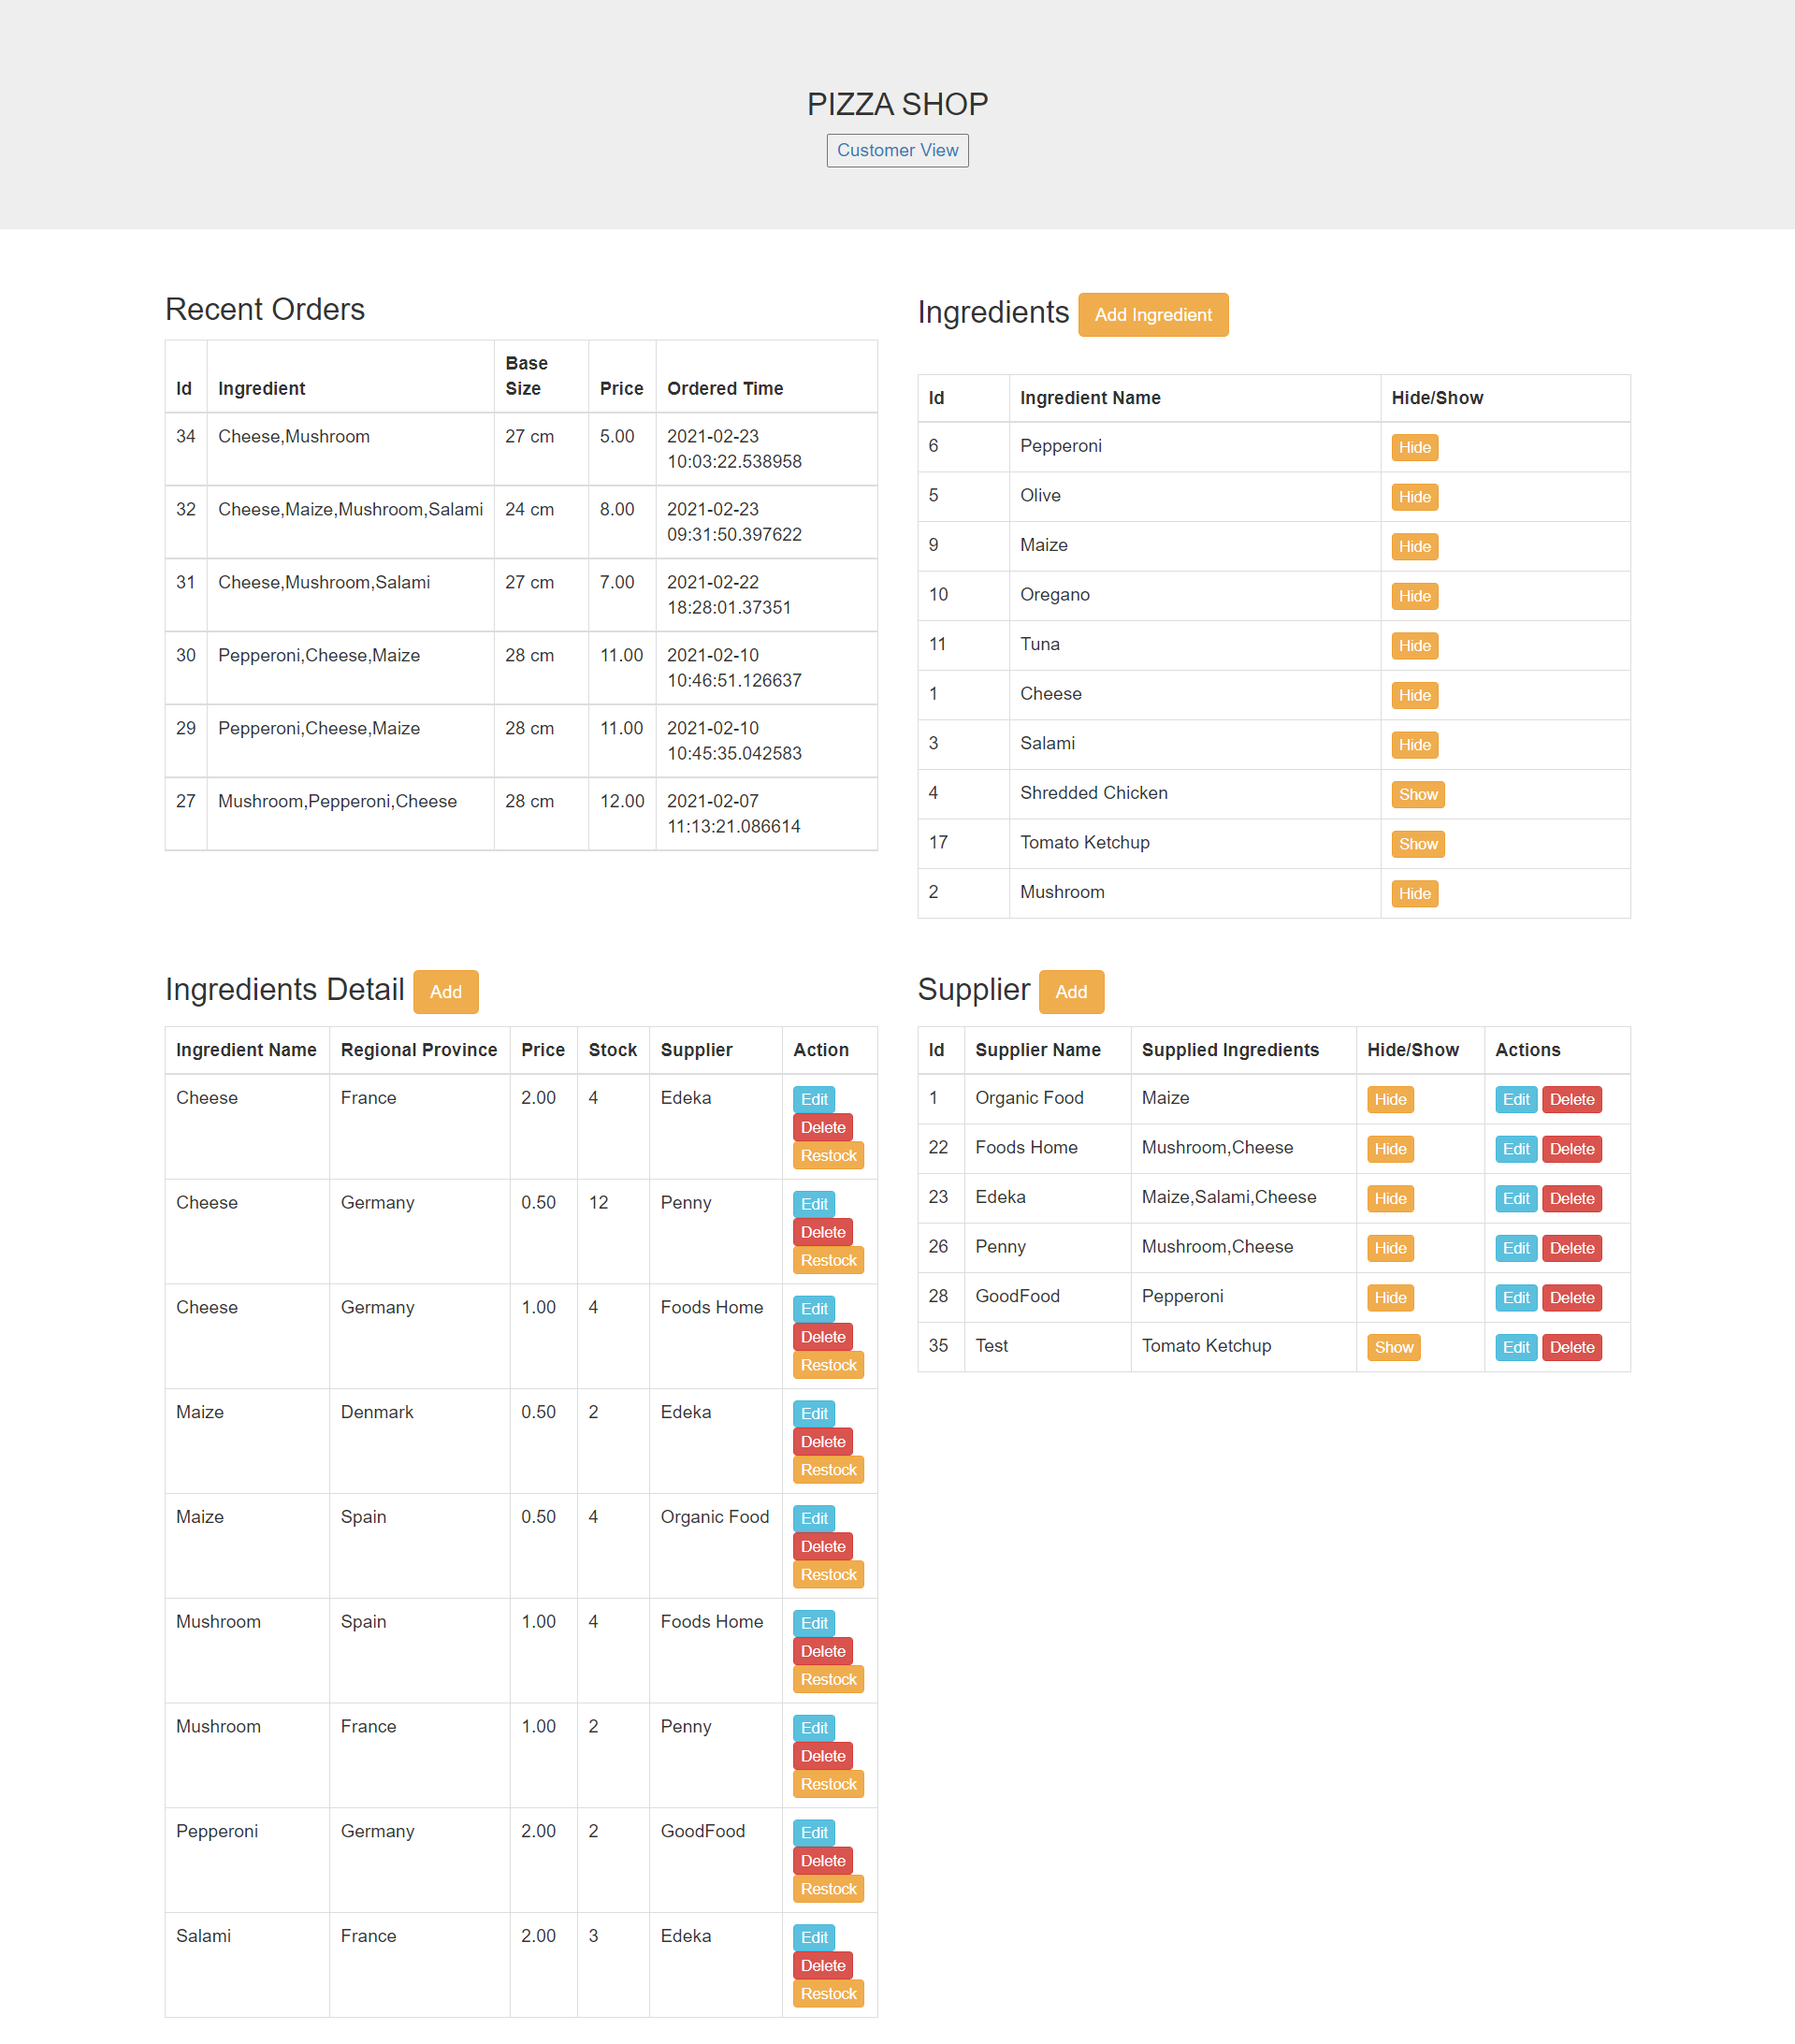 PIZZA SHOP
Customer View
Recent Orders
Id Ingredient Base Size Price Ordered Time
34 Cheese,Mushroom 27 cm 5.00 2021-02-23 10:03:22.538958
32 Cheese,Maize,Mushroom,Salami 24 cm 8.00 2021-02-23 09:31:50.397622
31 Cheese,Mushroom,Salami 27 cm 7.00 2021-02-22 18:28:01.37351
30 Pepperoni,Cheese,Maize 28 cm 11.00 2021-02-10 10:46:51.126637
29 Pepperoni,Cheese,Maize 28 cm 11.00 2021-02-10 10:45:35.042583
27 Mushroom,Pepperoni,Cheese 28 cm 12.00 2021-02-07 11:13:21.086614
Ingredients Add Ingredient
Id Ingredient Name Hide/Show
6 Pepperoni Hide
5 Olive Hide
9 Maize Hide
10 Oregano Hide
11 Tuna Hide
1 Cheese Hide
3 Salami Hide
4 Shredded Chicken Show
17 Tomato Ketchup Show
2 Mushroom Hide
Ingredients Detail Add
Ingredient Name Regional Province Price Stock Supplier Action
Cheese France 2.00 4 Edeka Edit Delete Restock
Cheese Germany 0.50 12 Penny Edit Delete Restock
Cheese Germany 1.00 4 Foods Home Edit Delete Restock
Maize Denmark 0.50 2 Edeka Edit Delete Restock
Maize Spain 0.50 4 Organic Food Edit Delete Restock
Mushroom Spain 1.00 4 Foods Home Edit Delete Restock
Mushroom France 1.00 2 Penny Edit Delete Restock
Pepperoni Germany 2.00 2 GoodFood Edit Delete Restock
Salami France 2.00 3 Edeka Edit Delete Restock
Supplier Add
Id Supplier Name Supplied Ingredients Hide/Show Actions
1 Organic Food Maize Hide Edit Delete
22 Foods Home Mushroom,Cheese Hide Edit Delete
23 Edeka Maize,Salami,Cheese Hide Edit Delete
26 Penny Mushroom,Cheese Hide Edit Delete
28 GoodFood Pepperoni Hide Edit Delete
35 Test Tomato Ketchup Show Edit Delete